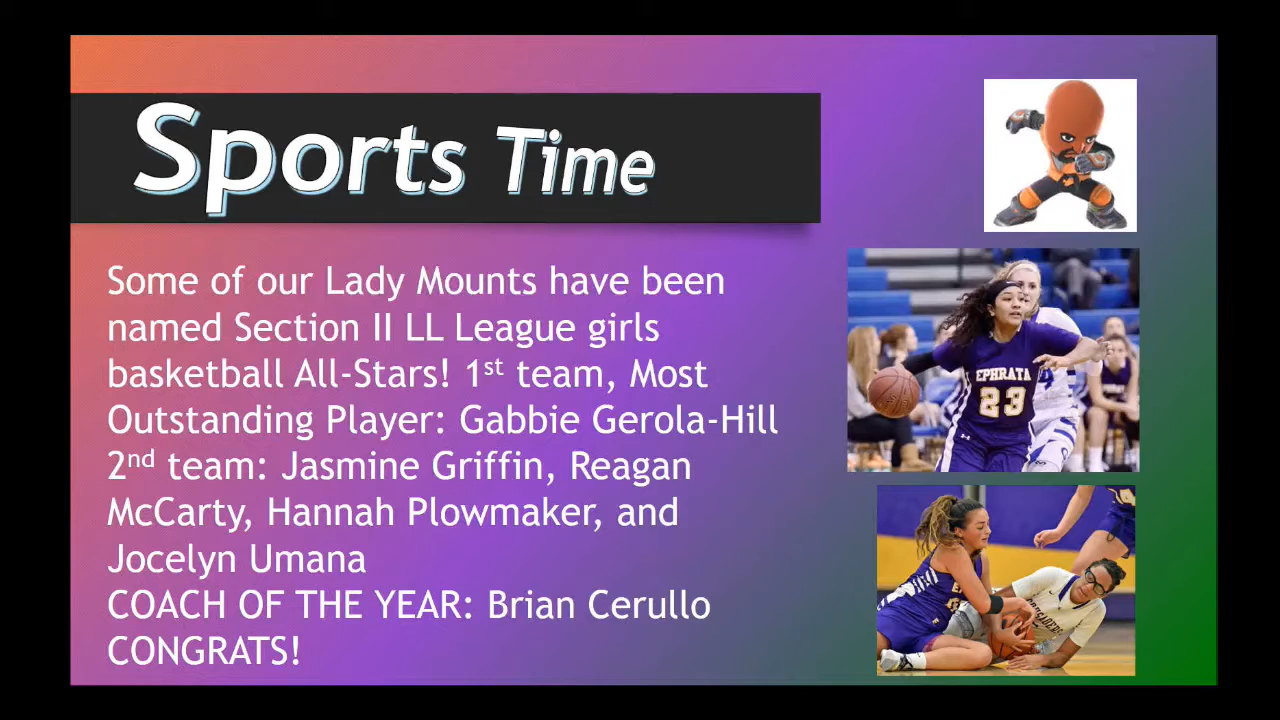 Sports Time
Some of our Lady Mounts have been
named Section II LL League girls
basketball All-Stars! 1st team, Most
Outstanding Player: Gabbie Gerola-Hill
2nd team: Jasmine Griffin, Reagan
McCarty, Hannah Plowmaker, and
Jocelyn Umana
COACH OF THE YEAR: Brian Cerullo
CONGRATS!
EPHRATA
23